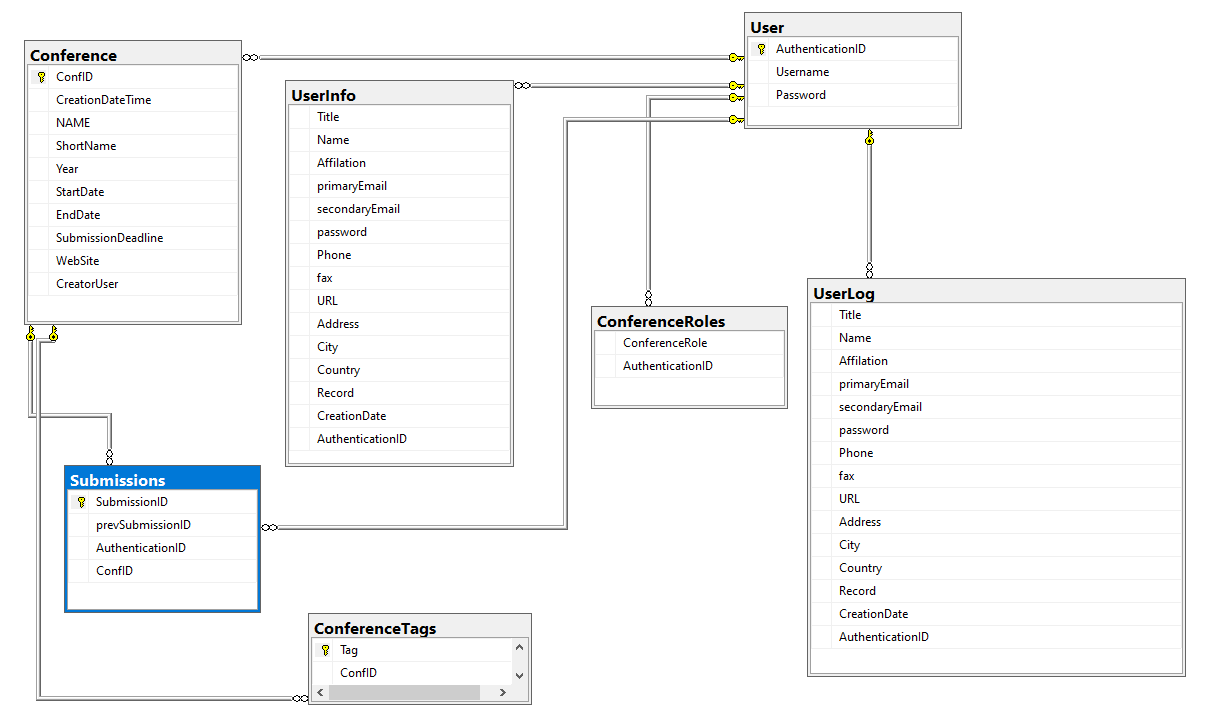 Conference
ConfID
CreationDateTime
NAME
ShortName
Year
StartDate
EndDate
SubmissionDeadline
WebSite
CreatorUser
UserInfo
Title
Name
Affilation
primaryEmail
secondaryEmail
password
Phone
fax
URL
Address
City
Country
Record
CreationDate
AuthenticationID
User
AuthenticationID
Username
Password
ConferenceRoles
ConferenceRole
AuthenticationID
UserLog
Title
Name
Affilation
primaryEmail
secondaryEmail
password
Phone
fax
URL
Address
City
Country
Record
CreationDate
AuthenticationID
Submissions
SubmissionID
prevSubmissionID
AuthenticationID
ConfID
ConferenceTags
Tag
ConfID